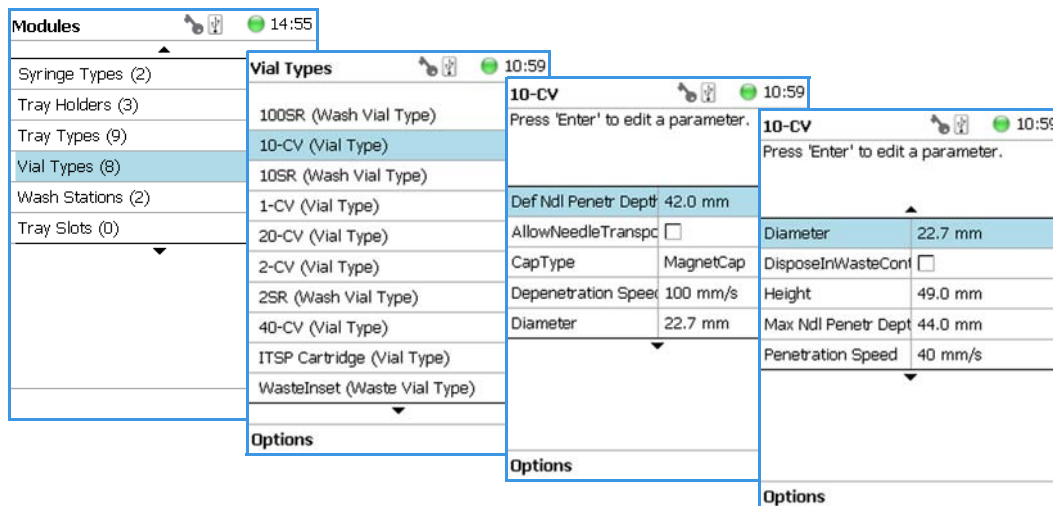 Modules 14:55
Syringe Types (2)
Tray Holders (3)
Tray Types (9)
Vial Types (8)
Wash Stations (2)
Tray Slots (0)
Vial Types 10:59
100SR (Wash Vial Type)
10-CV (Vial Type)
10SR (Wash Vial Type)
1-CV (Vial Type)
20-CV (Vial Type)
2-CV (Vial Type)
2SR (Wash Vial Type)
40-CV (Vial Type)
ITSP Cartridge (Vial Type)
WasteInset (Waste Vial Type)
Options
10-CV 10:59
Press 'Enter' to edit a parameter.
Def Ndl Penetr Depth 42.0 mm
AllowNeedleTranspo
CapType MagnetCap
Depenetration Speed 100 mm/s
Diameter 22.7 mm
Options
10-CV 10:59
Press 'Enter' to edit a parameter.
Diameter 22.7 mm
DisposeInWasteCont
Height 49.0 mm
Max Ndl Penetr Dept 44.0 mm
Penetration Speed 40 mm/s
Options